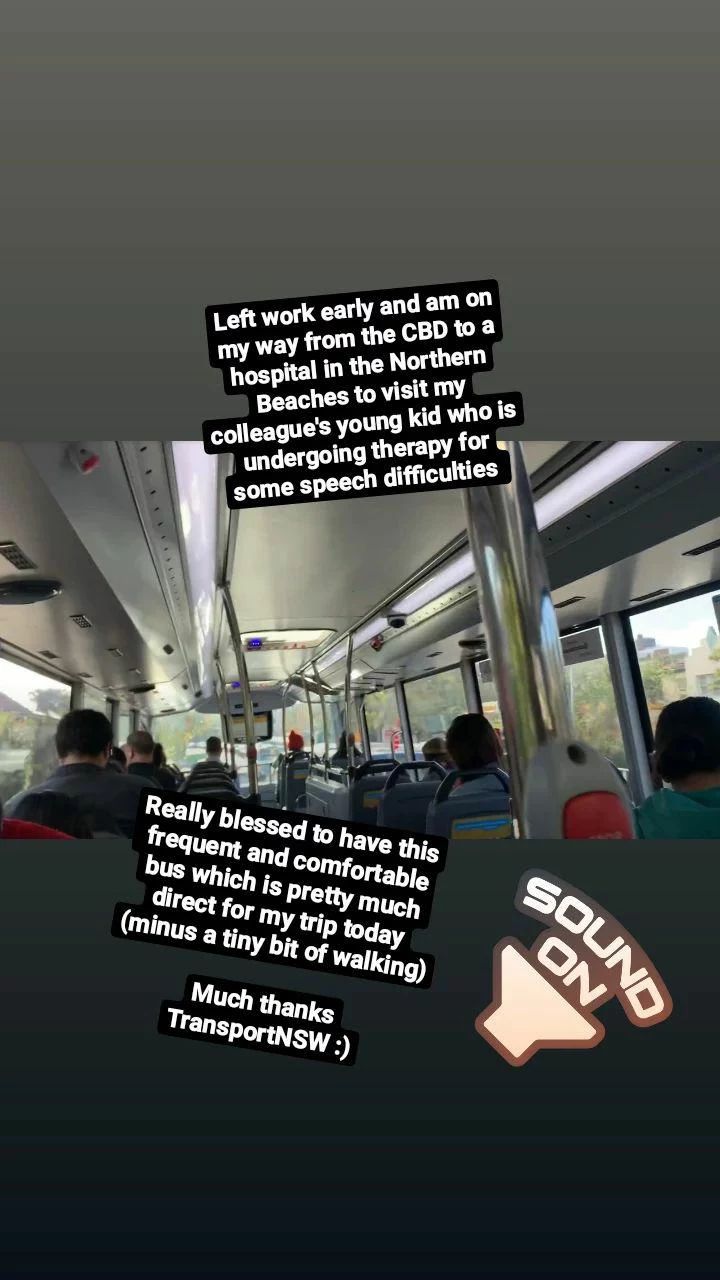 Left work early and am on
my way from the CBD to a
hospital in the Northern
Beaches to visit my
colleague's young kid who is
undergoing therapy for
some speech difficulties
Really blessed to have this
frequent and comfortable
bus which is pretty much
direct for my trip today
(minus a tiny bit of walking)
Much thanks
TransportNSW :)
SOUND
ON